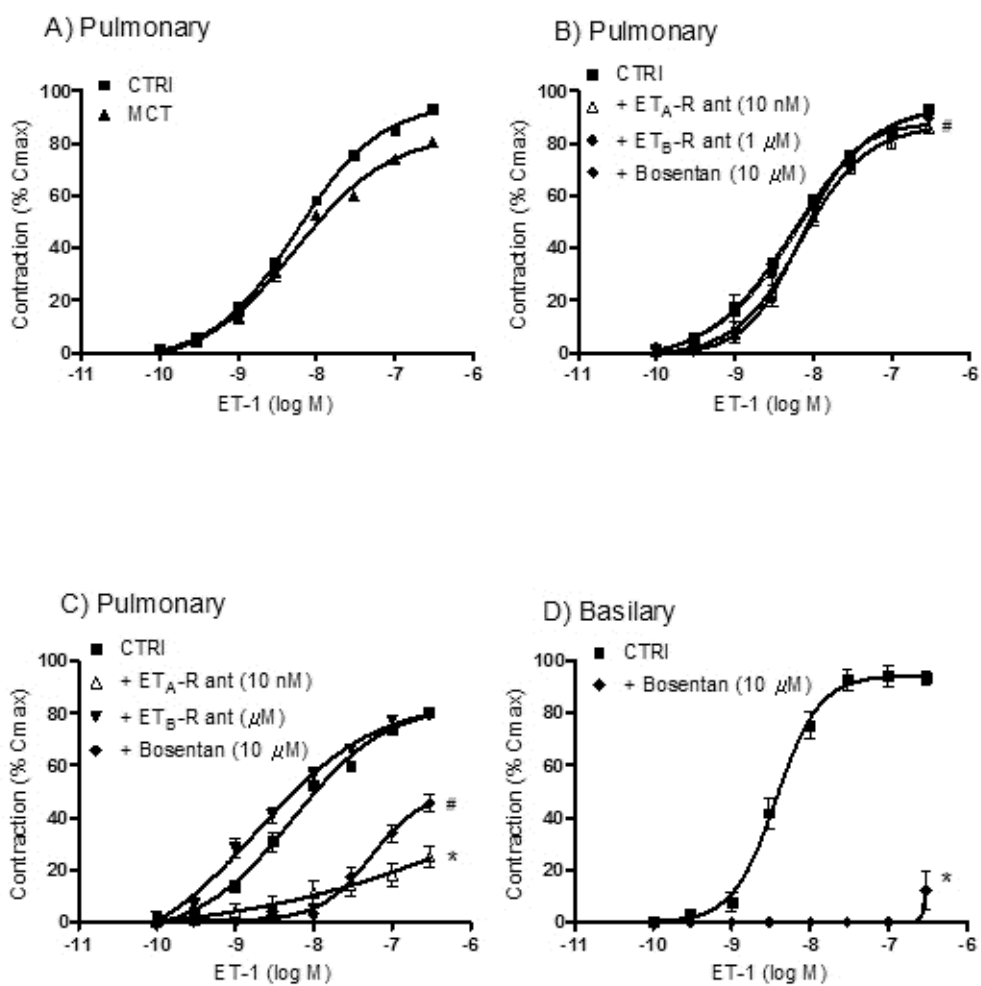 A) Pulmonary
CTRI
MCT
100
80
60
40
20
0
Contraction (% Cmax)
-11 -10 -9 -8 -7 -6
ET-1 (log M)
B) Pulmonary
CTRI
+ ETA-R ant (10 nM)
+ ETB-R ant (1 μM)
+ Bosentan (10 μM)
100
80
60
40
20
0
Contraction (% Cmax)
#
-11 -10 -9 -8 -7 -6
ET-1 (log M)
C) Pulmonary
CTRI
+ ETA-R ant (10 nM)
+ ETB-R ant (μM)
+ Bosentan (10 μM)
100
80
60
40
20
0
Contraction (% Cmax)
#
*
-11 -10 -9 -8 -7 -6
ET-1 (log M)
D) Basilary
CTRI
+ Bosentan (10 μM)
100
80
60
40
20
0
Contraction (% Cmax)
*
-11 -10 -9 -8 -7 -6
ET-1 (log M)